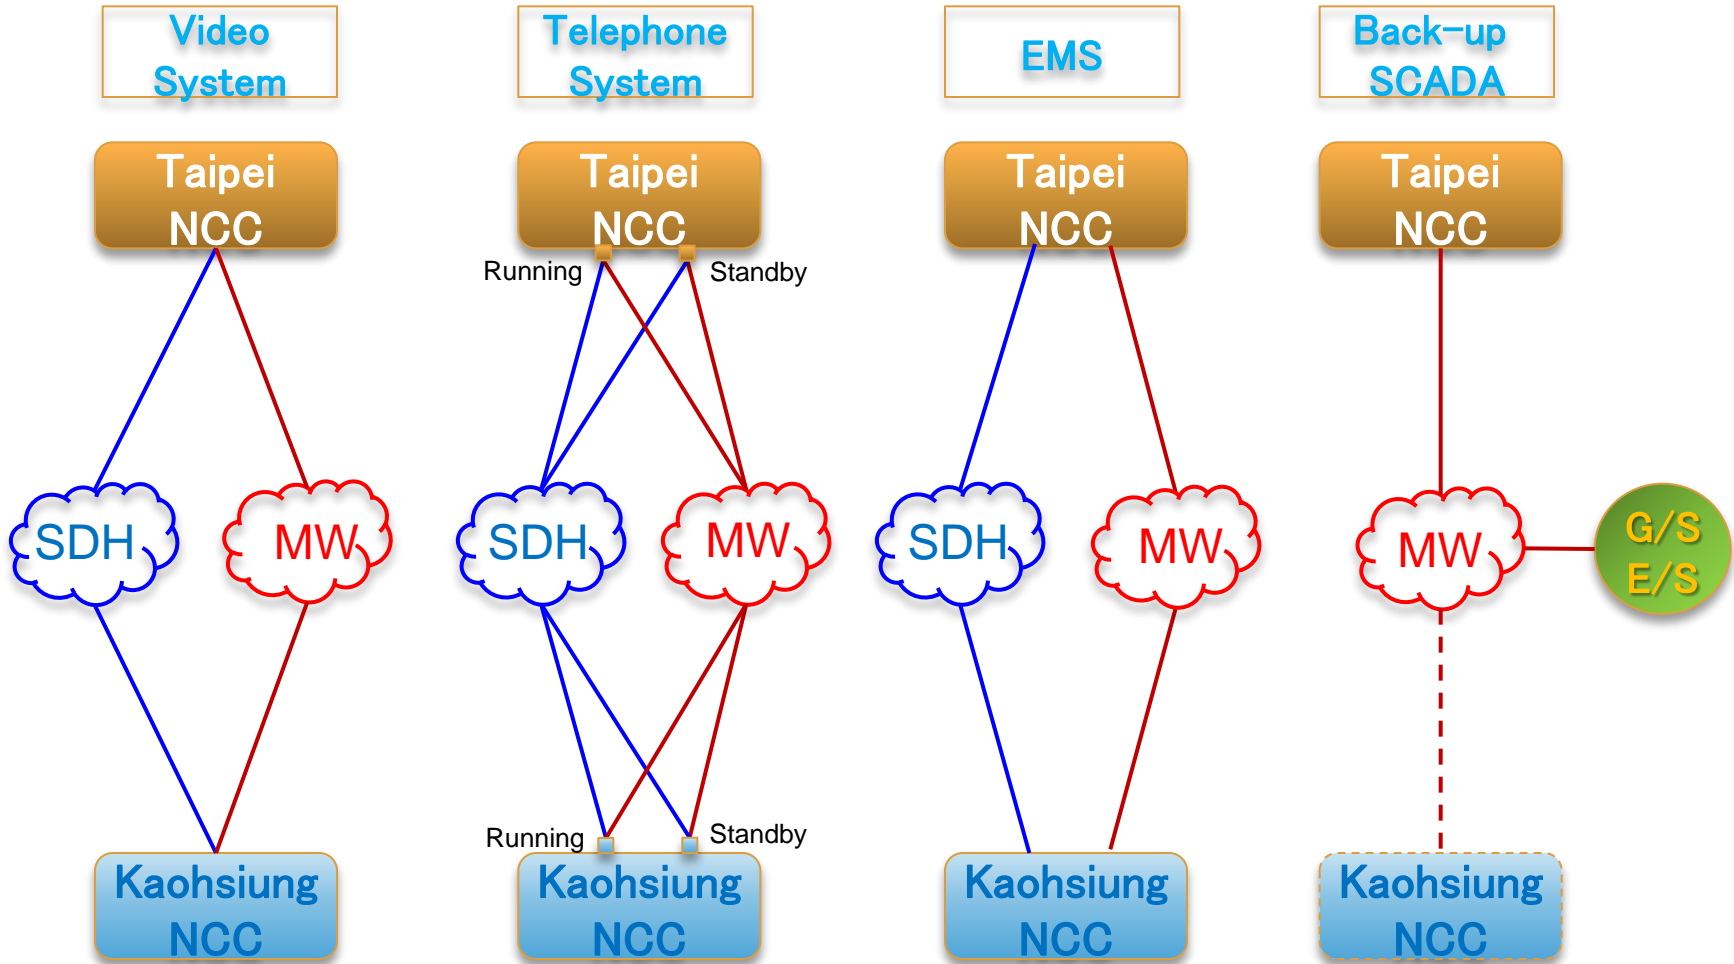 Video
System
Telephone
System
EMS
Back-up
SCADA
Taipei
NCC
Taipei
NCC
Taipei
NCC
Taipei
NCC
Running
Standby
SDH
MW
SDH
MW
SDH
MW
MW
G/S
E/S
Running
Standby
Kaohsiung
NCC
Kaohsiung
NCC
Kaohsiung
NCC
Kaohsiung
NCC